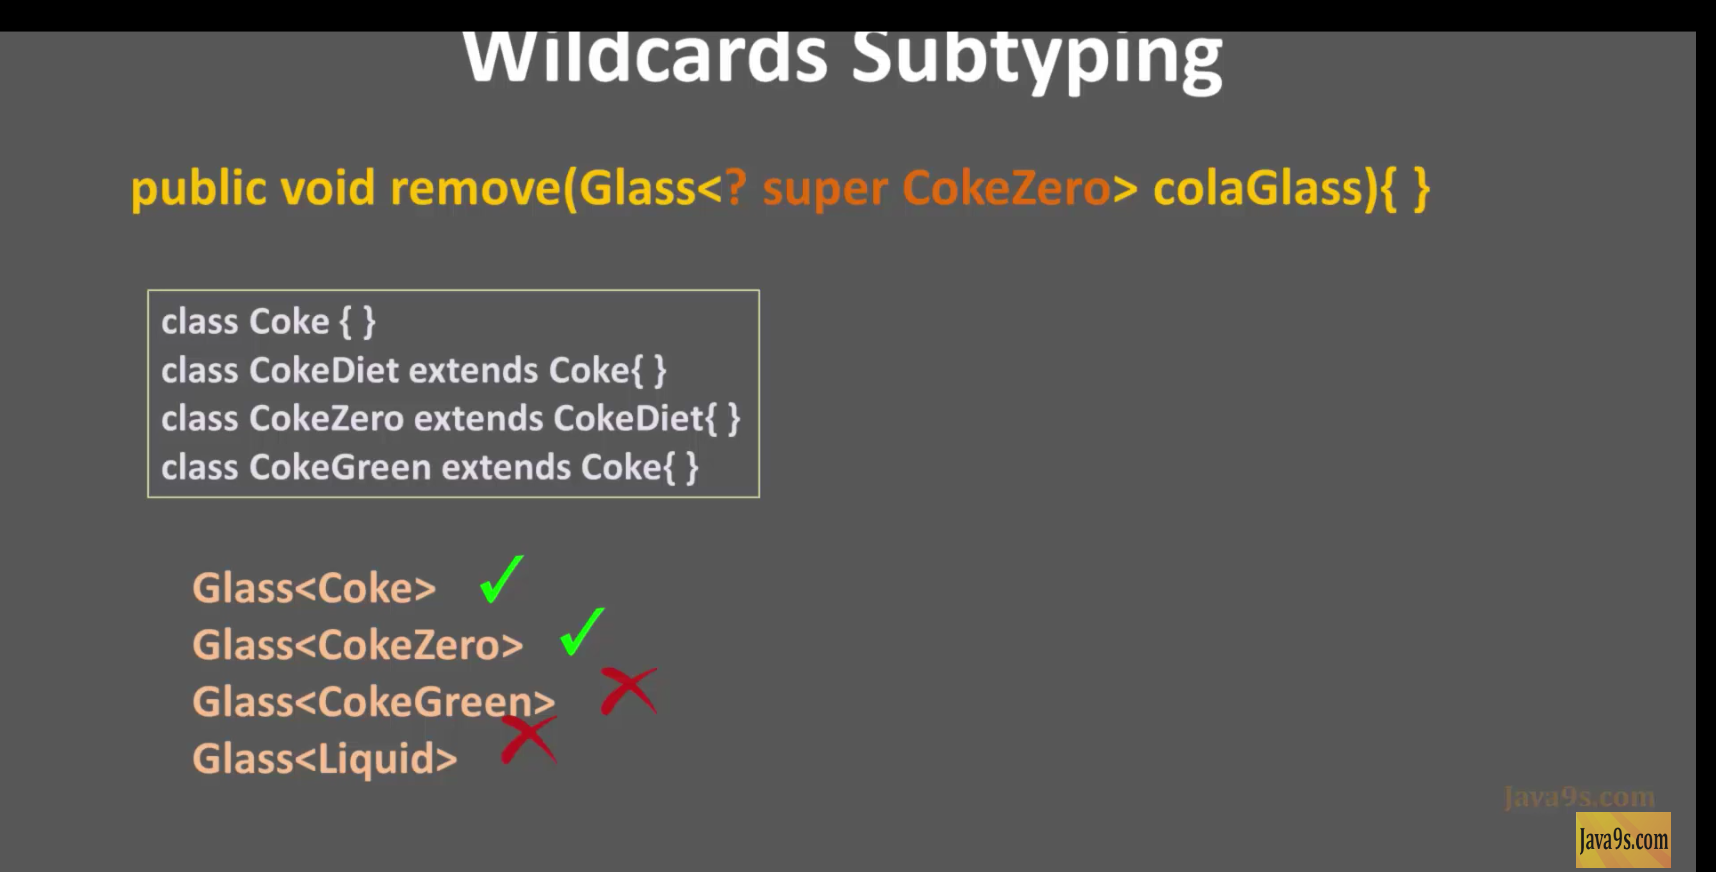 Wildcards Subtyping
public void remove(Glass<? super CokeZero> colaGlass){ }
class Coke { }
class CokeDiet extends Coke{ }
class CokeZero extends CokeDiet{ }
class CokeGreen extends Coke{ }
Glass<Coke>
Glass<CokeZero>
Glass<CokeGreen>
Glass<Liquid>
Java9s.com
Java9s.com